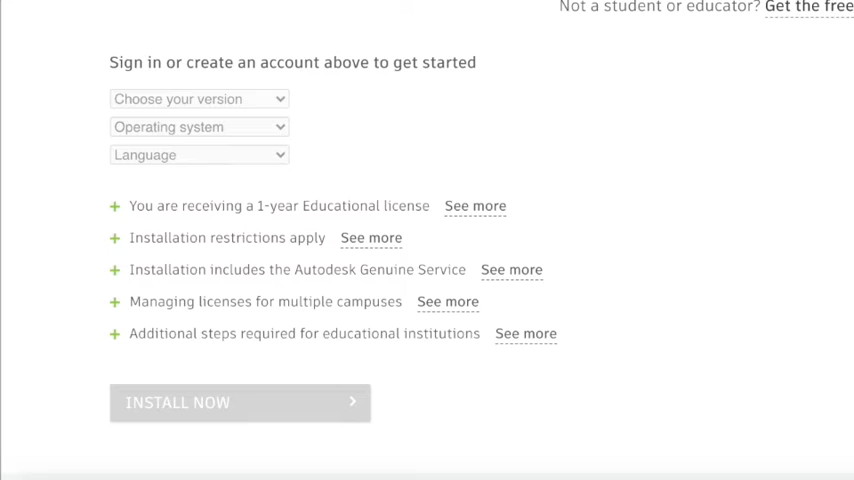 Not a student or educator? Get the free
Sign in or create an account above to get started
Choose your version
Operating system
Language
+ You are receiving a 1-year Educational license See more
+ Installation restrictions apply See more
+ Installation includes the Autodesk Genuine Service See more
+ Managing licenses for multiple campuses See more
+ Additional steps required for educational institutions See more
INSTALL NOW